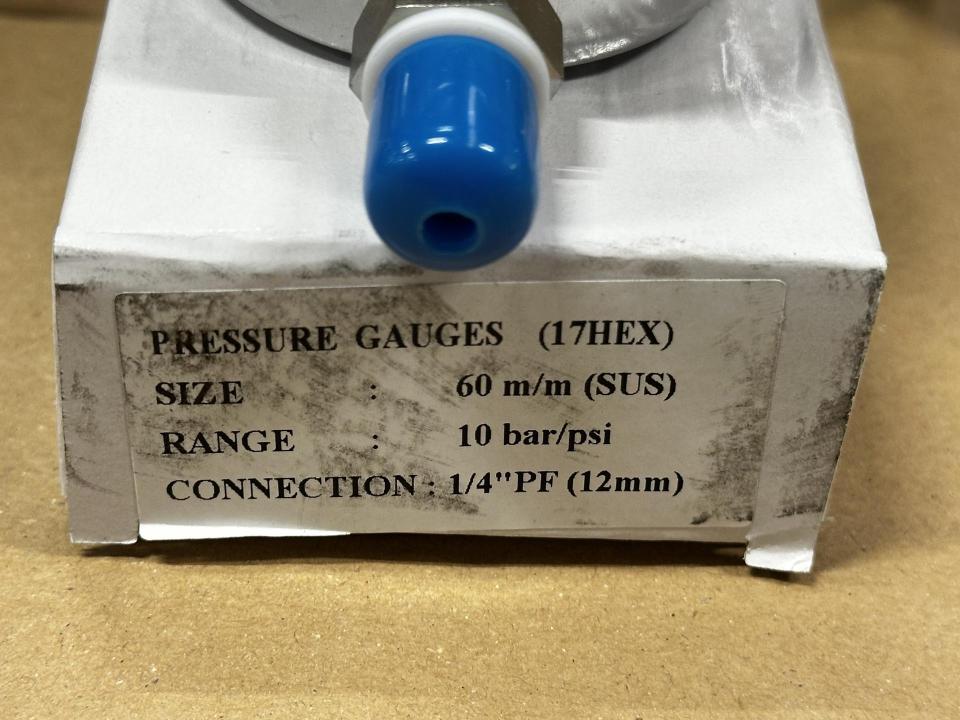 PRESSURE GAUGES (17HEX)
SIZE : 60 m/m (SUS)
RANGE : 10 bar/psi
CONNECTION : 1/4"PF (12mm)